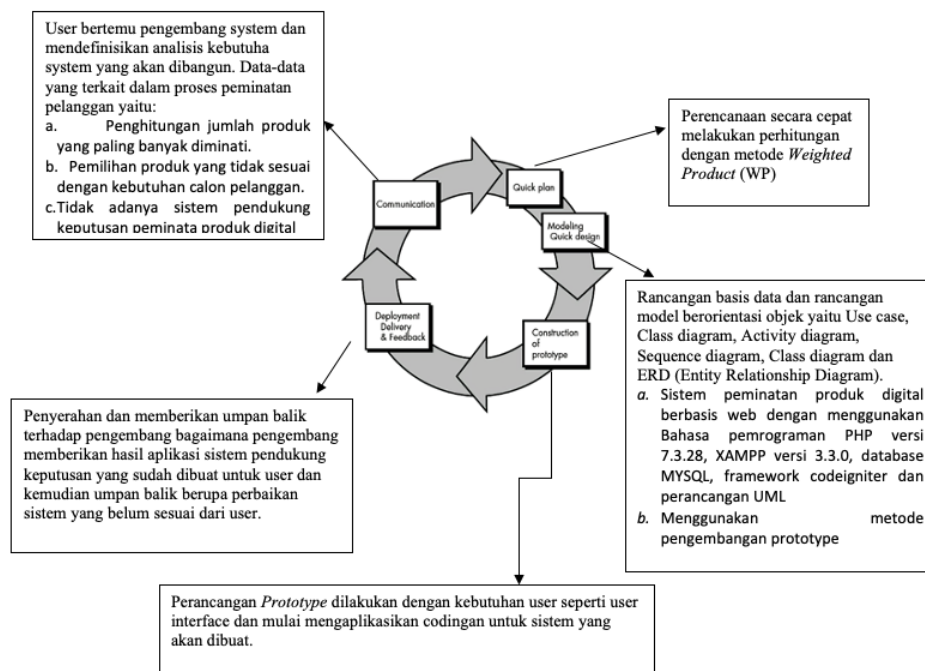 User bertemu pengembang system dan
mendefinisikan analisis kebutuha
system yang akan dibangun. Data-data
yang terkait dalam proses peminatan
pelanggan yaitu:
a. Penghitungan jumlah produk
yang paling banyak diminati.
b. Pemilihan produk yang tidak sesuai
dengan kebutuhan calon pelanggan.
c.Tidak adanya sistem pendukung
keputusan peminata produk digital
Perencanaan secara cepat
melakukan perhitungan
dengan metode Weighted
Product (WP)
Communication
Quick plan
Modeling
Quick design
Construction
of
prototype
Deployment
Delivery
& Feedback
Rancangan basis data dan rancangan
model berorientasi objek yaitu Use case,
Class diagram, Activity diagram,
Sequence diagram, Class diagram dan
ERD (Entity Relationship Diagram).
a. Sistem peminatan produk digital
berbasis web dengan menggunakan
Bahasa pemrograman PHP versi
7.3.28, XAMPP versi 3.3.0, database
MYSQL, framework codeigniter dan
perancangan UML
b. Menggunakan metode
pengembangan prototype
Penyerahan dan memberikan umpan balik
terhadap pengembang bagaimana pengembang
memberikan hasil aplikasi sistem pendukung
keputusan yang sudah dibuat untuk user dan
kemudian umpan balik berupa perbaikan
sistem yang belum sesuai dari user.
Perancangan Prototype dilakukan dengan kebutuhan user seperti user
interface dan mulai mengaplikasikan codingan untuk sistem yang
akan dibuat.